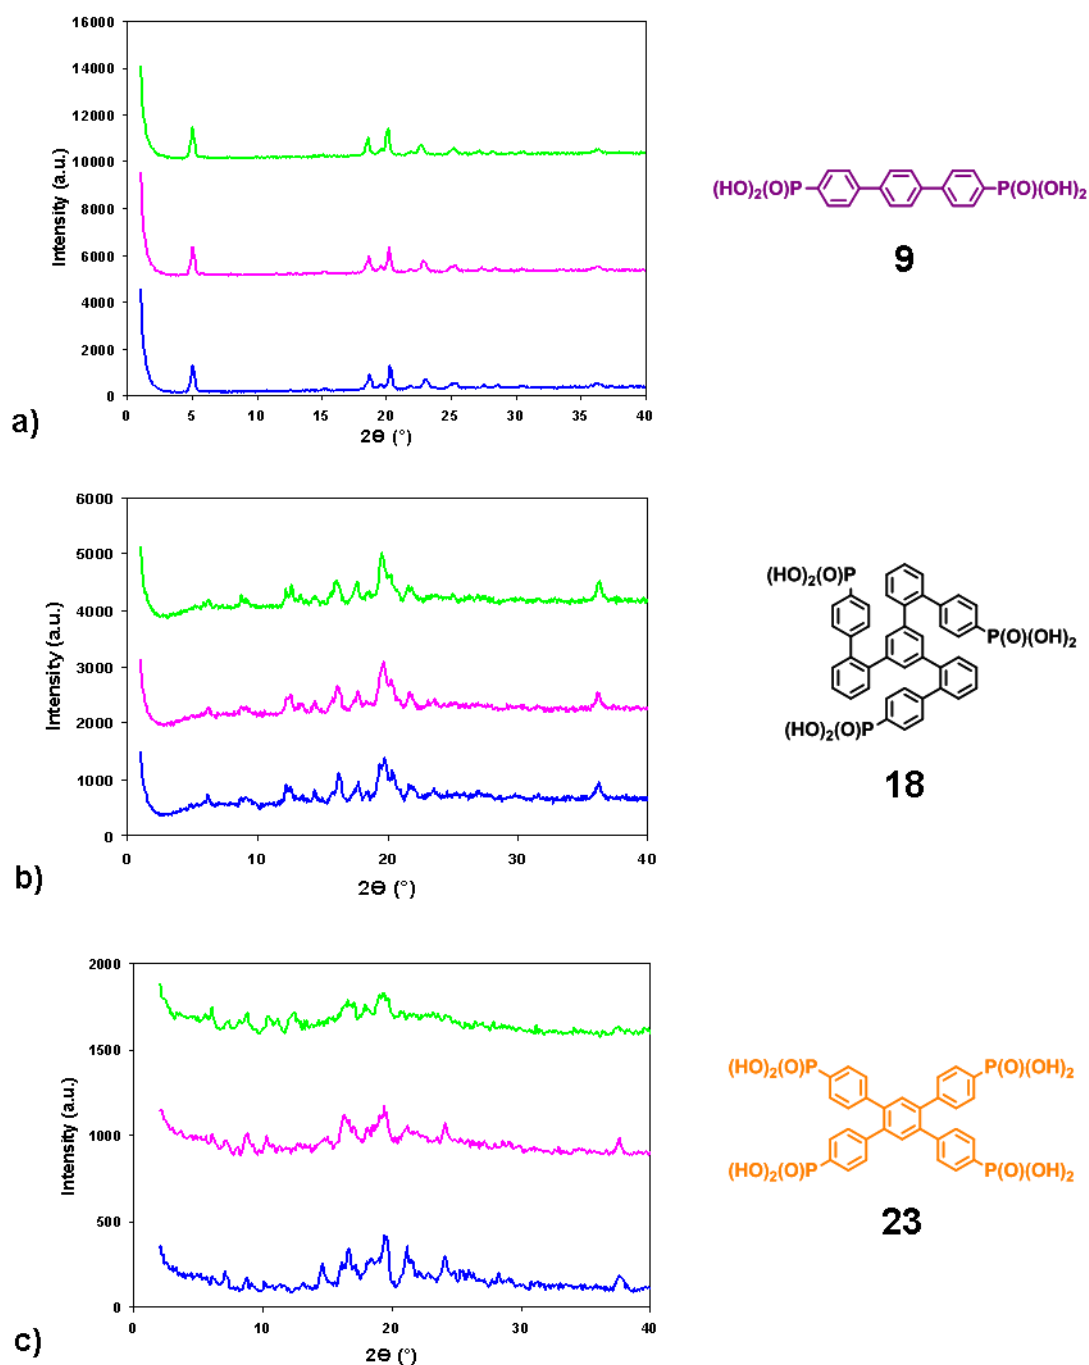 16000
14000
12000
10000
8000
6000
4000
2000
0
Intensity (a.u.)
0 5 10 15 20 25 30 35 40
2Θ (°)
a)
(HO)₂(O)P P(O)(OH)₂
9
6000
5000
4000
3000
2000
1000
0
Intensity (a.u.)
0 10 20 30 40
2Θ (°)
b)
(HO)₂(O)P
P(O)(OH)₂
(HO)₂(O)P
18
2000
1500
1000
500
0
Intensity (a.u.)
0 10 20 30 40
2Θ (°)
c)
(HO)₂(O)P P(O)(OH)₂
(HO)₂(O)P P(O)(OH)₂
23